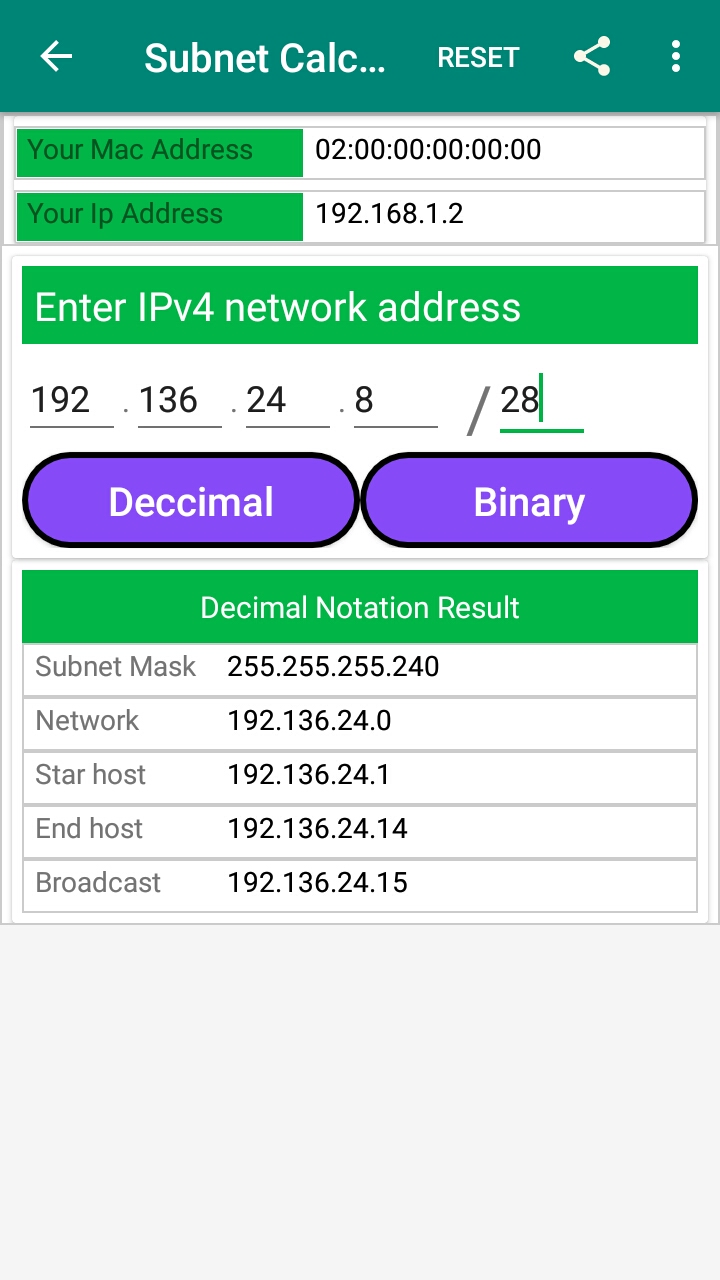 Subnet Calc... RESET
Your Mac Address 02:00:00:00:00:00
Your Ip Address 192.168.1.2
Enter IPv4 network address
192 . 136 . 24 . 8 / 28
Deccimal Binary
Decimal Notation Result
Subnet Mask 255.255.255.240
Network 192.136.24.0
Star host 192.136.24.1
End host 192.136.24.14
Broadcast 192.136.24.15